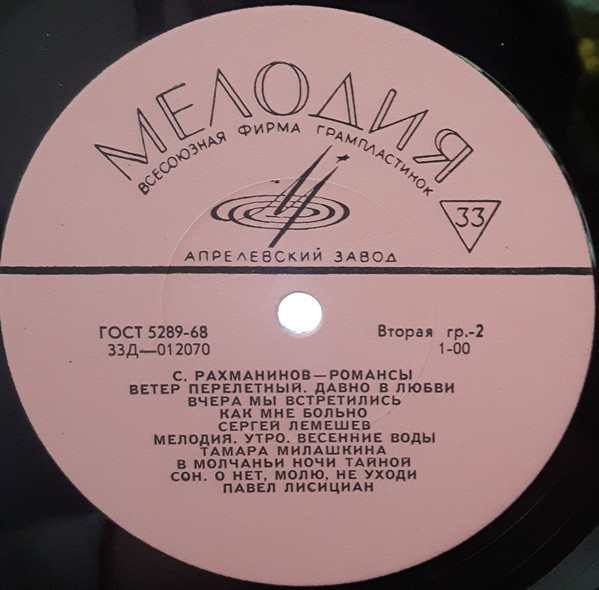 МЕЛОДИЯ
ВСЕСОЮЗНАЯ ФИРМА ГРАМПЛАСТИНОК
33
АПРЕЛЕВСКИЙ ЗАВОД
ГОСТ 5289-68 Вторая гр.-2
33Д—012070 1-00
С. РАХМАНИНОВ—РОМАНСЫ
ВЕТЕР ПЕРЕЛЕТНЫЙ. ДАВНО В ЛЮБВИ
ВЧЕРА МЫ ВСТРЕТИЛИСЬ
КАК МНЕ БОЛЬНО
СЕРГЕЙ ЛЕМЕШЕВ
МЕЛОДИЯ. УТРО. ВЕСЕННИЕ ВОДЫ
ТАМАРА МИЛАШКИНА
В МОЛЧАНЬИ НОЧИ ТАЙНОЙ
СОН. О НЕТ, МОЛЮ, НЕ УХОДИ
ПАВЕЛ ЛИСИЦИАН